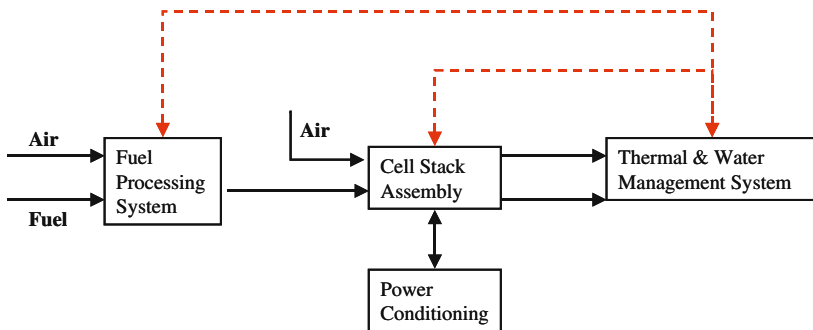 Air
Fuel
Fuel
Processing
System
Air
Cell Stack
Assembly
Thermal & Water
Management System
Power
Conditioning